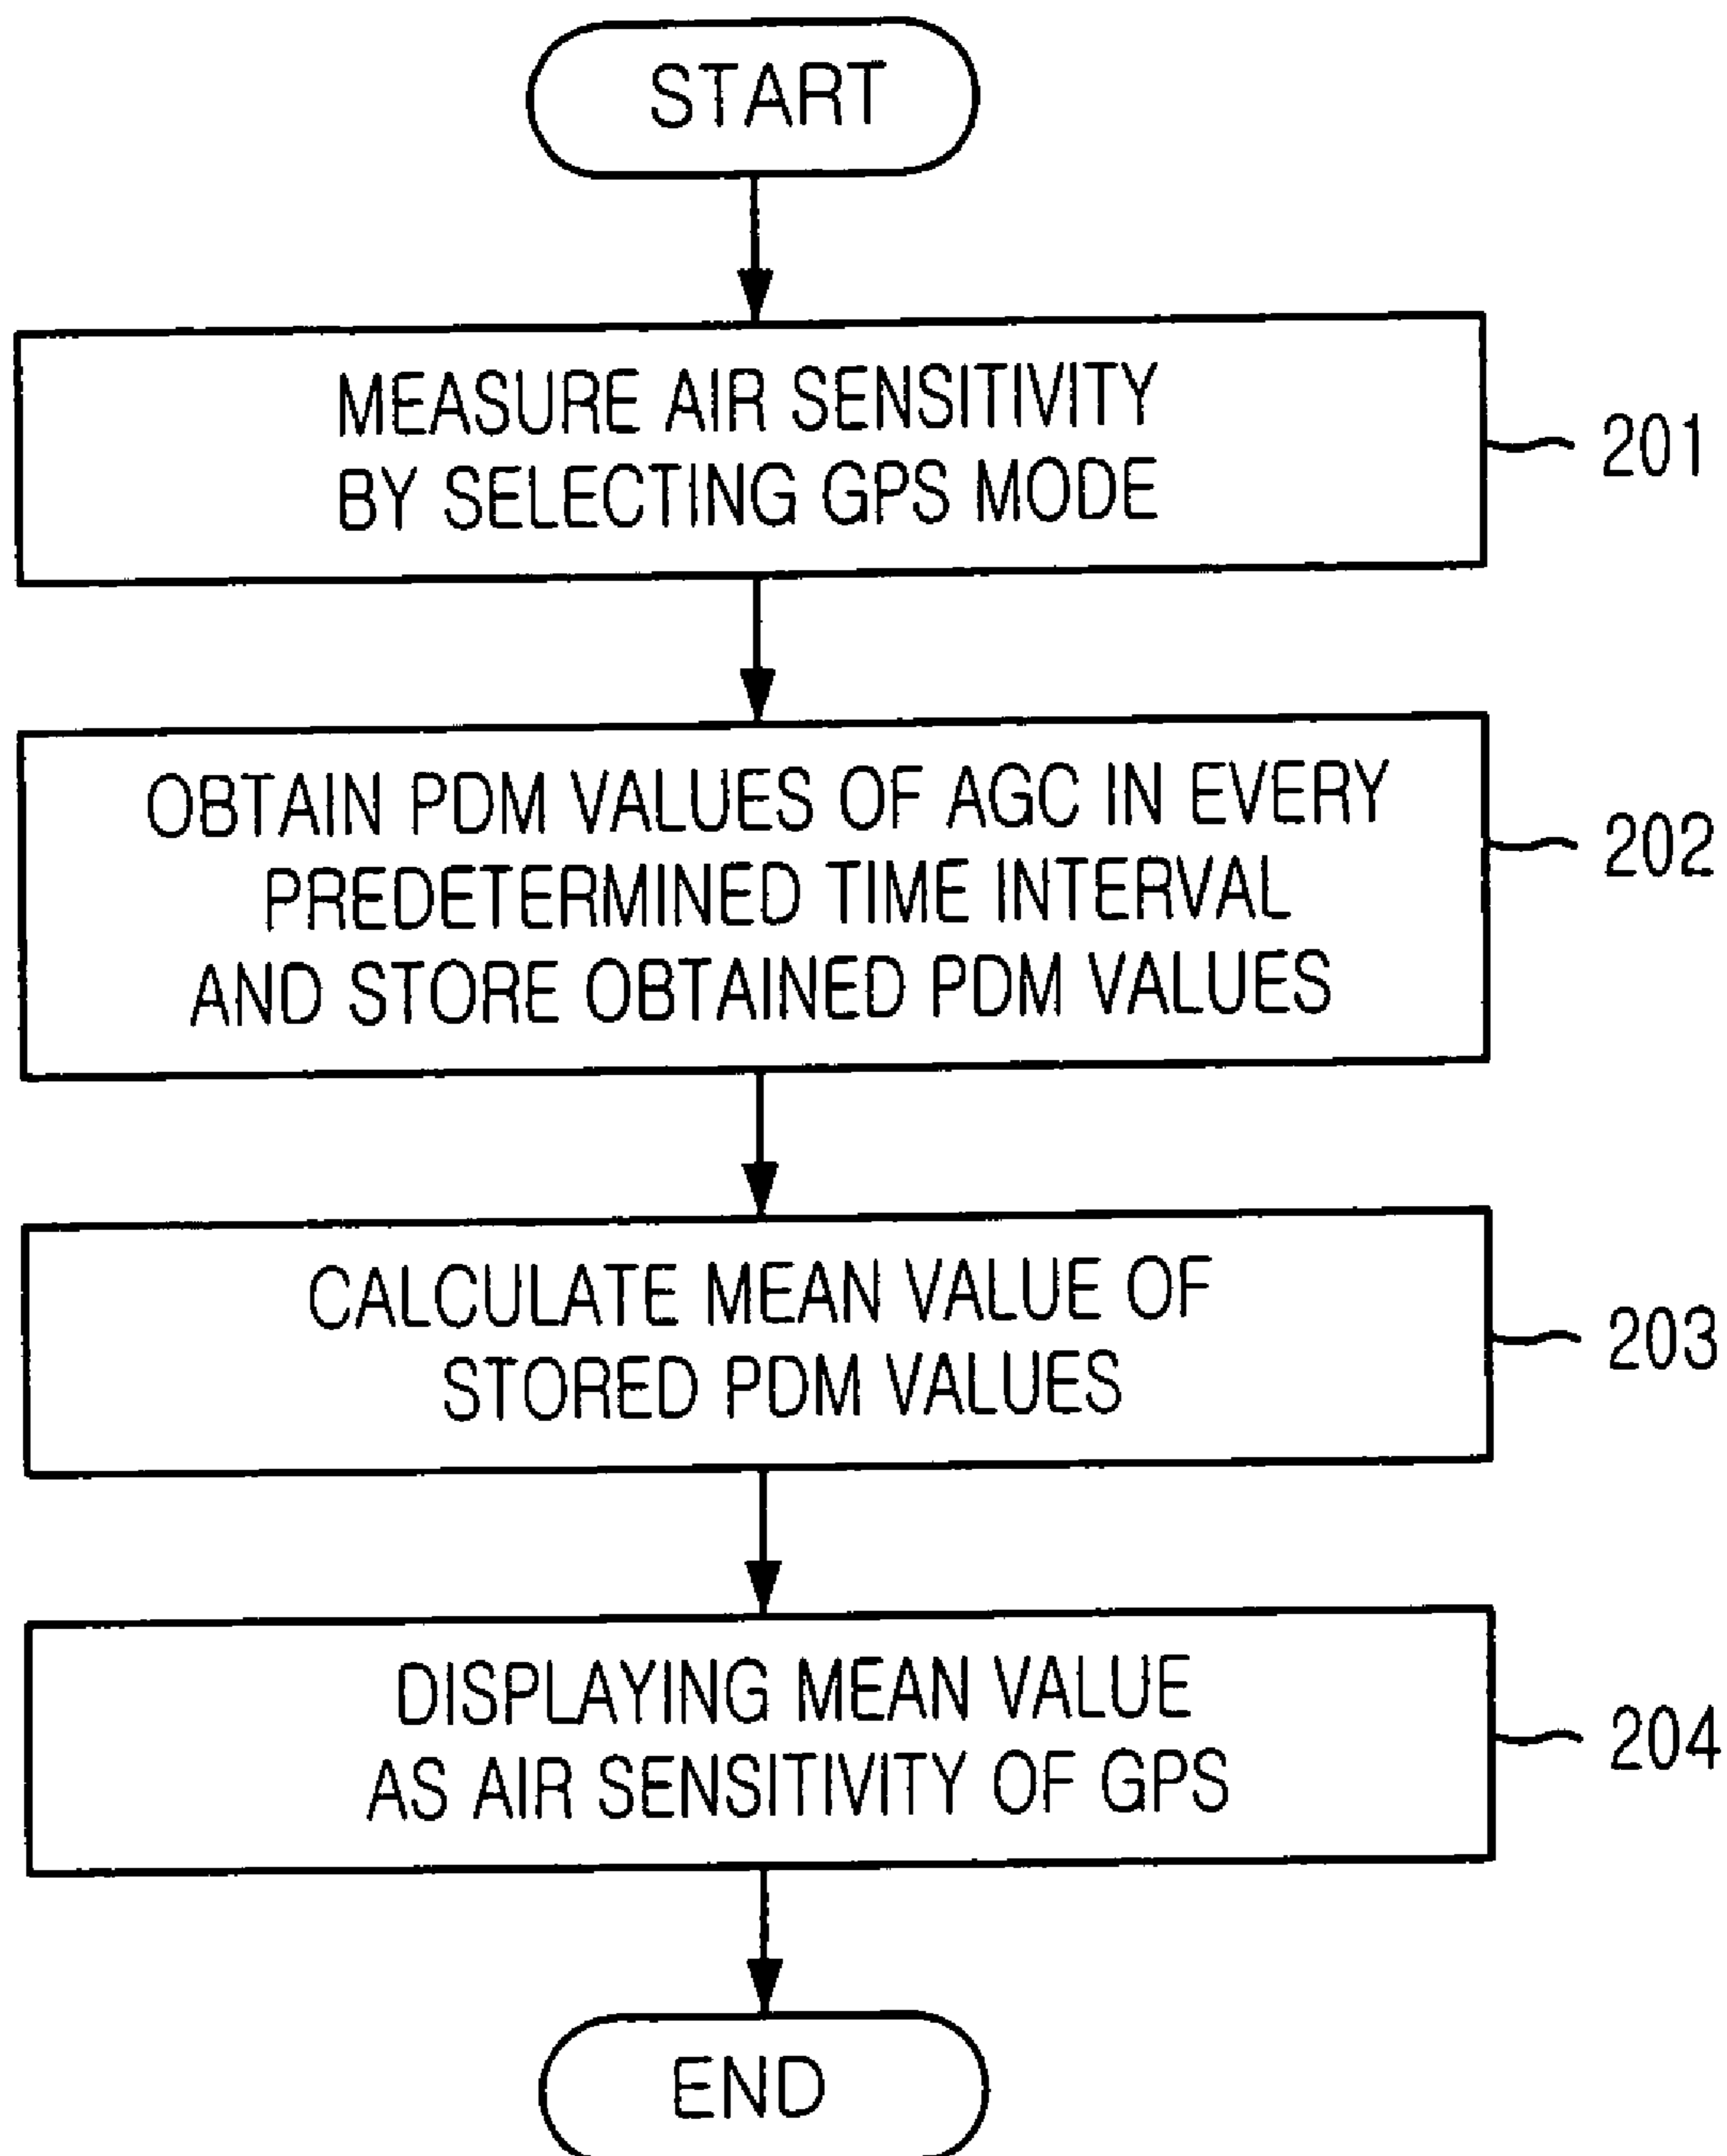 START
MEASURE AIR SENSITIVITY
BY SELECTING GPS MODE
201
OBTAIN PDM VALUES OF AGC IN EVERY
PREDETERMINED TIME INTERVAL
AND STORE OBTAINED PDM VALUES
202
CALCULATE MEAN VALUE OF
STORED PDM VALUES
203
DISPLAYING MEAN VALUE
AS AIR SENSITIVITY OF GPS
204
END